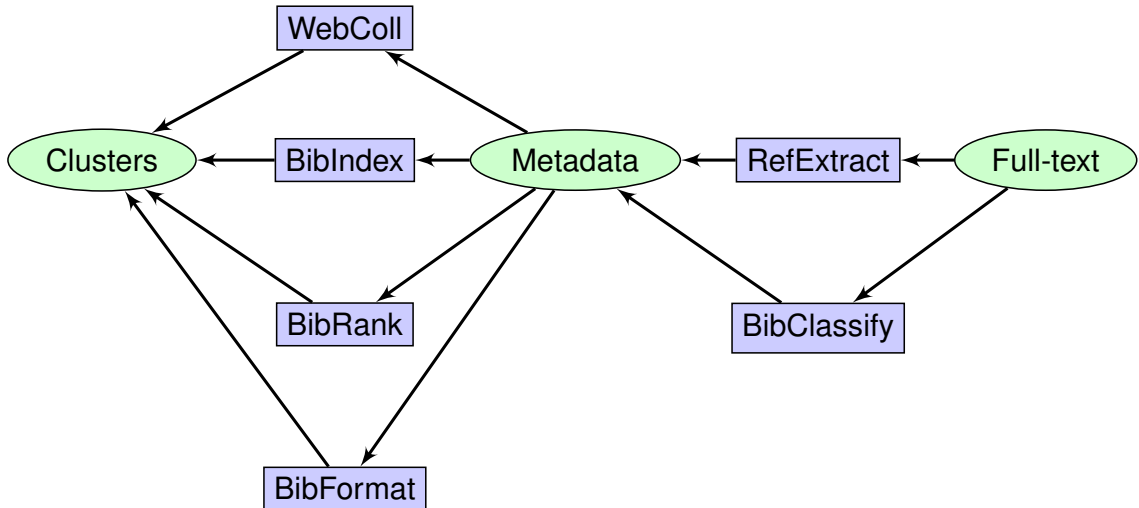 WebColl
Clusters
BibIndex
Metadata
RefExtract
Full-text
BibRank
BibClassify
BibFormat